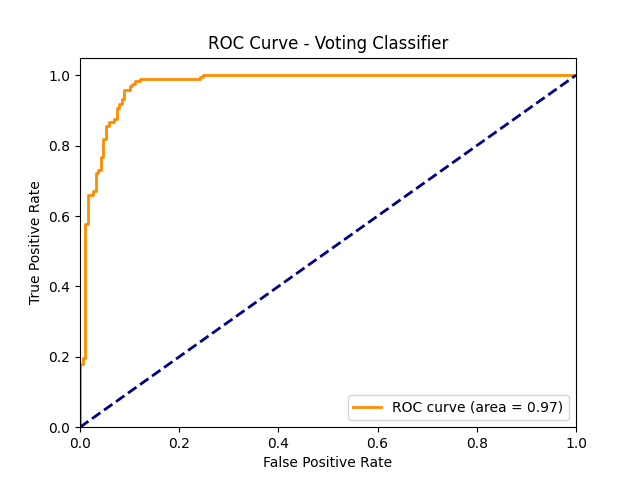 ROC Curve - Voting Classifier
True Positive Rate
1.0
0.8
0.6
0.4
0.2
0.0
ROC curve (area = 0.97)
0.0 0.2 0.4 0.6 0.8 1.0
False Positive Rate